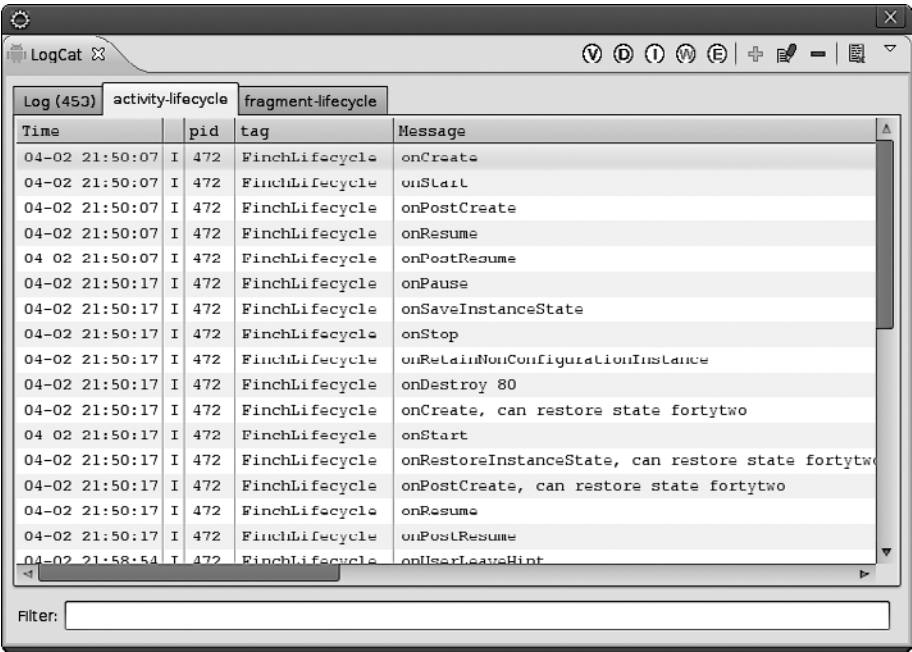 LogCat
V D I W E
Log (453) activity-lifecycle fragment-lifecycle
Time pid tag Message
04-02 21:50:07 I 472 FinchLifecycle onCreate
04-02 21:50:07 I 472 FinchLifecycle onStart
04-02 21:50:07 I 472 FinchLifecycle onPostCreate
04-02 21:50:07 I 472 FinchLifecycle onResume
04 02 21:50:07 I 472 FinchLifecycle onPostResume
04-02 21:50:17 I 472 FinchLifecycle onPause
04-02 21:50:17 I 472 FinchLifecycle onSaveInstanceState
04-02 21:50:17 I 472 FinchLifecycle onStop
04-02 21:50:17 I 472 FinchLifecycle onRetainNonConfigurationInstance
04-02 21:50:17 I 472 FinchLifecycle onDestroy 80
04-02 21:50:17 I 472 FinchLifecycle onCreate, can restore state fortytwo
04 02 21:50:17 I 472 FinchLifecycle onStart
04-02 21:50:17 I 472 FinchLifecycle onRestoreInstanceState, can restore state fortytwo
04-02 21:50:17 I 472 FinchLifecycle onPostCreate, can restore state fortytwo
04-02 21:50:17 I 472 FinchLifecycle onResume
04-02 21:50:17 I 472 FinchLifecycle onPostResume
04-02 21:58:54 I 472 FinchLifecycle onUserLeaveHint
Filter: